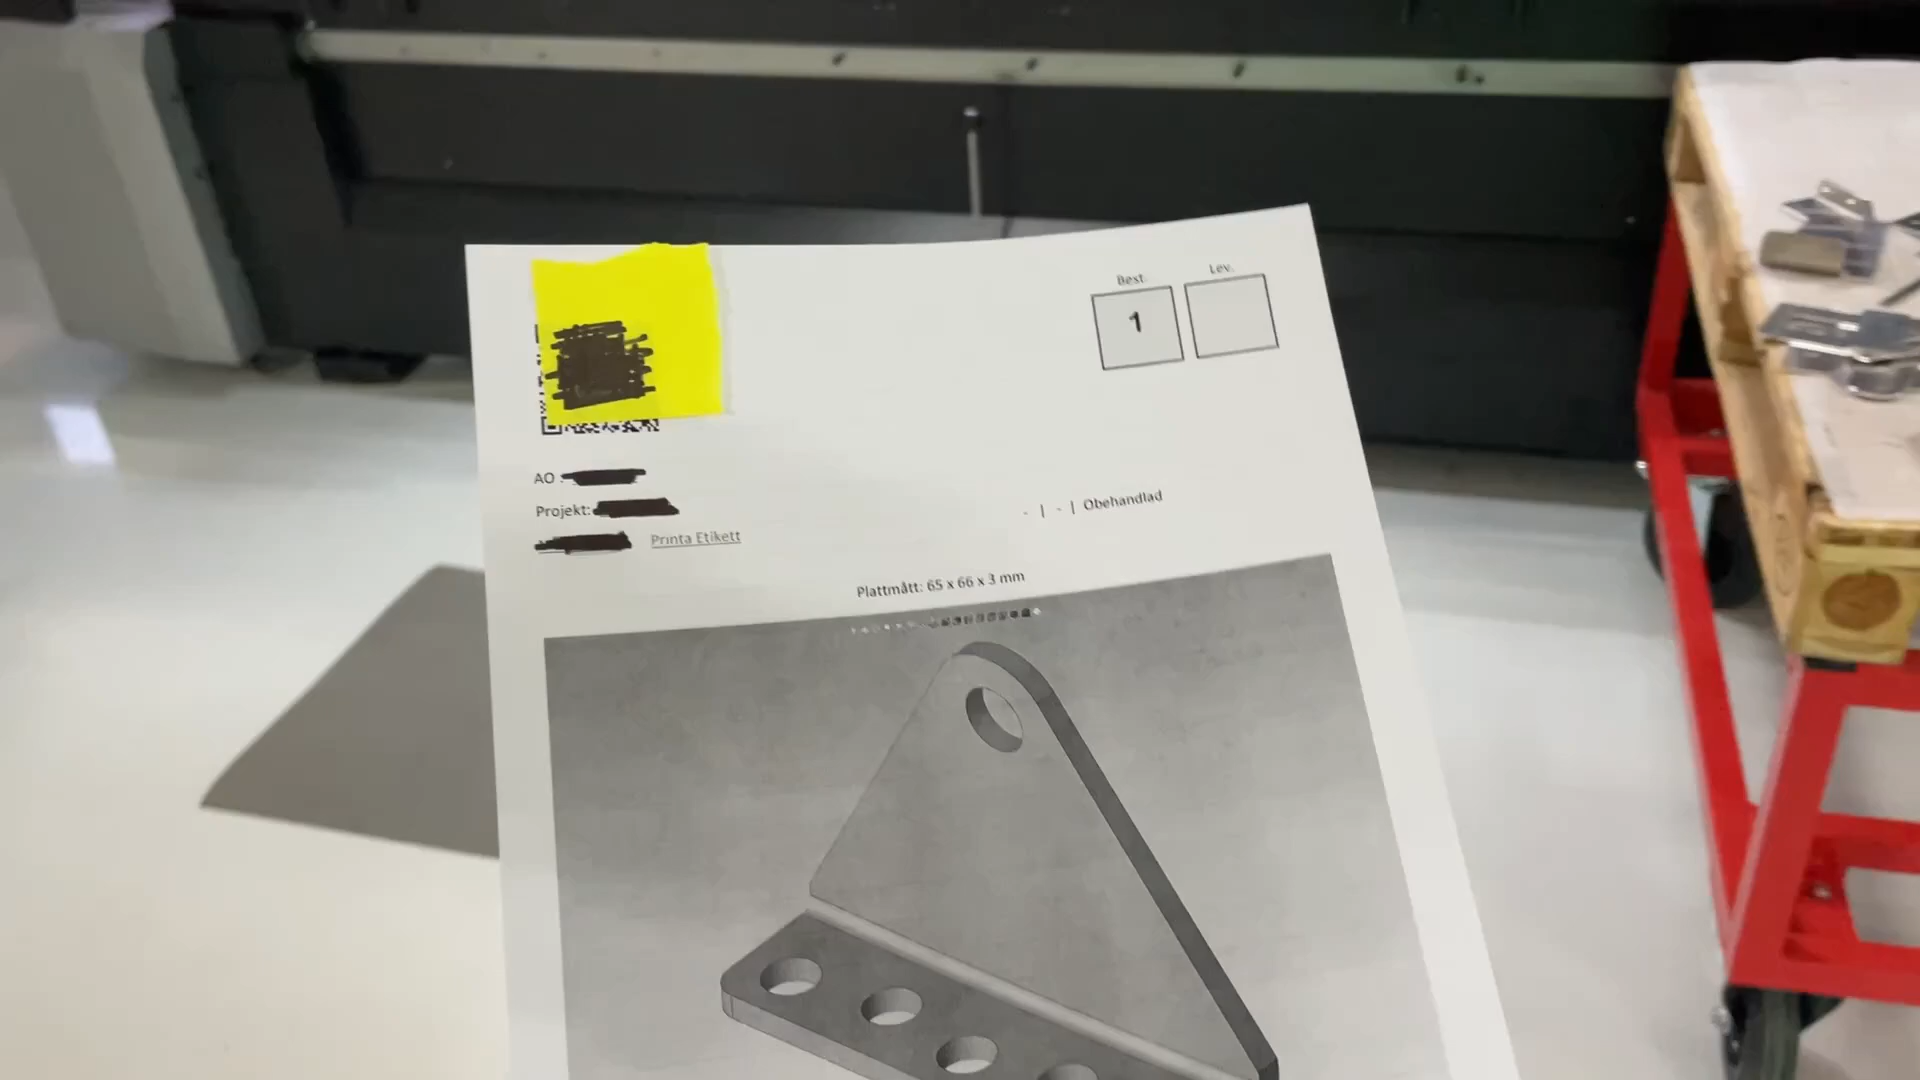 Best.
Lev.
1
AO :
Projekt:
- | - | Obehandlad
Printa Etikett
Plattmått: 65 x 66 x 3 mm